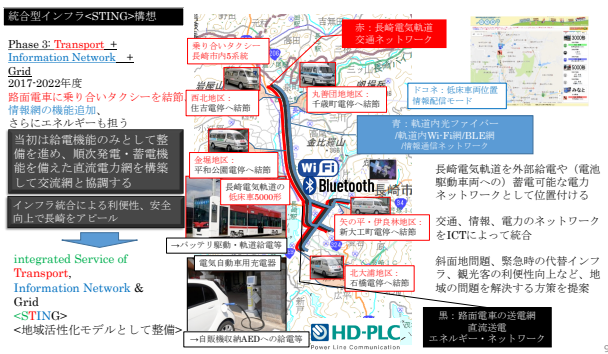 統合型インフラ<STING>構想
Phase 3: Transport +
Information Network +
Grid
2017-2022年度
路面電車に乗り合いタクシーを結節、
情報網の機能追加、
さらにエネルギーも担う
当初は給電機能のみとして整
備を進め、順次発電・蓄電機
能を備えた直流電力網を構築
して交流網と協調する
インフラ統合による利便性、安全
向上で長崎をアピール
integrated Service of
Transport,
Information Network &
Grid
<STING>
<地域活性化モデルとして整備>
乗り合いタクシー
長崎市内5系統
西北地区:
住吉電停へ結節
金堀地区:
平和公園電停へ結節
長崎電気軌道の
低床車5000形
→バッテリ駆動・軌道給電等
電気自動車用充電器
→自販機収納AEDへの給電等
赤:長崎電気軌道
交通ネットワーク
丸善団地地区:
千歳町電停へ結節
ドコネ:低床車両位置
情報配信モード
青:軌道内光ファイバー
/軌道内Wi-Fi網/BLE網
/情報通信ネットワーク
金比羅山
岩屋山
WiFi
Bluetooth
長崎市
矢の平・伊良林地区:
新大工町電停へ結節
北大浦地区:
石橋電停へ結節
長崎電気軌道を外部給電や(電池
駆動車両への)蓄電可能な電力
ネットワークとして位置付ける
交通、情報、電力のネットワーク
をICTによって統合
斜面地問題、緊急時の代替インフ
ラ、観光客の利便性向上など、地
域の問題を解決する方策を提案
黒:路面電車の送電網
直流送電
エネルギー・ネットワーク
HD-PLC
Power Line Communication